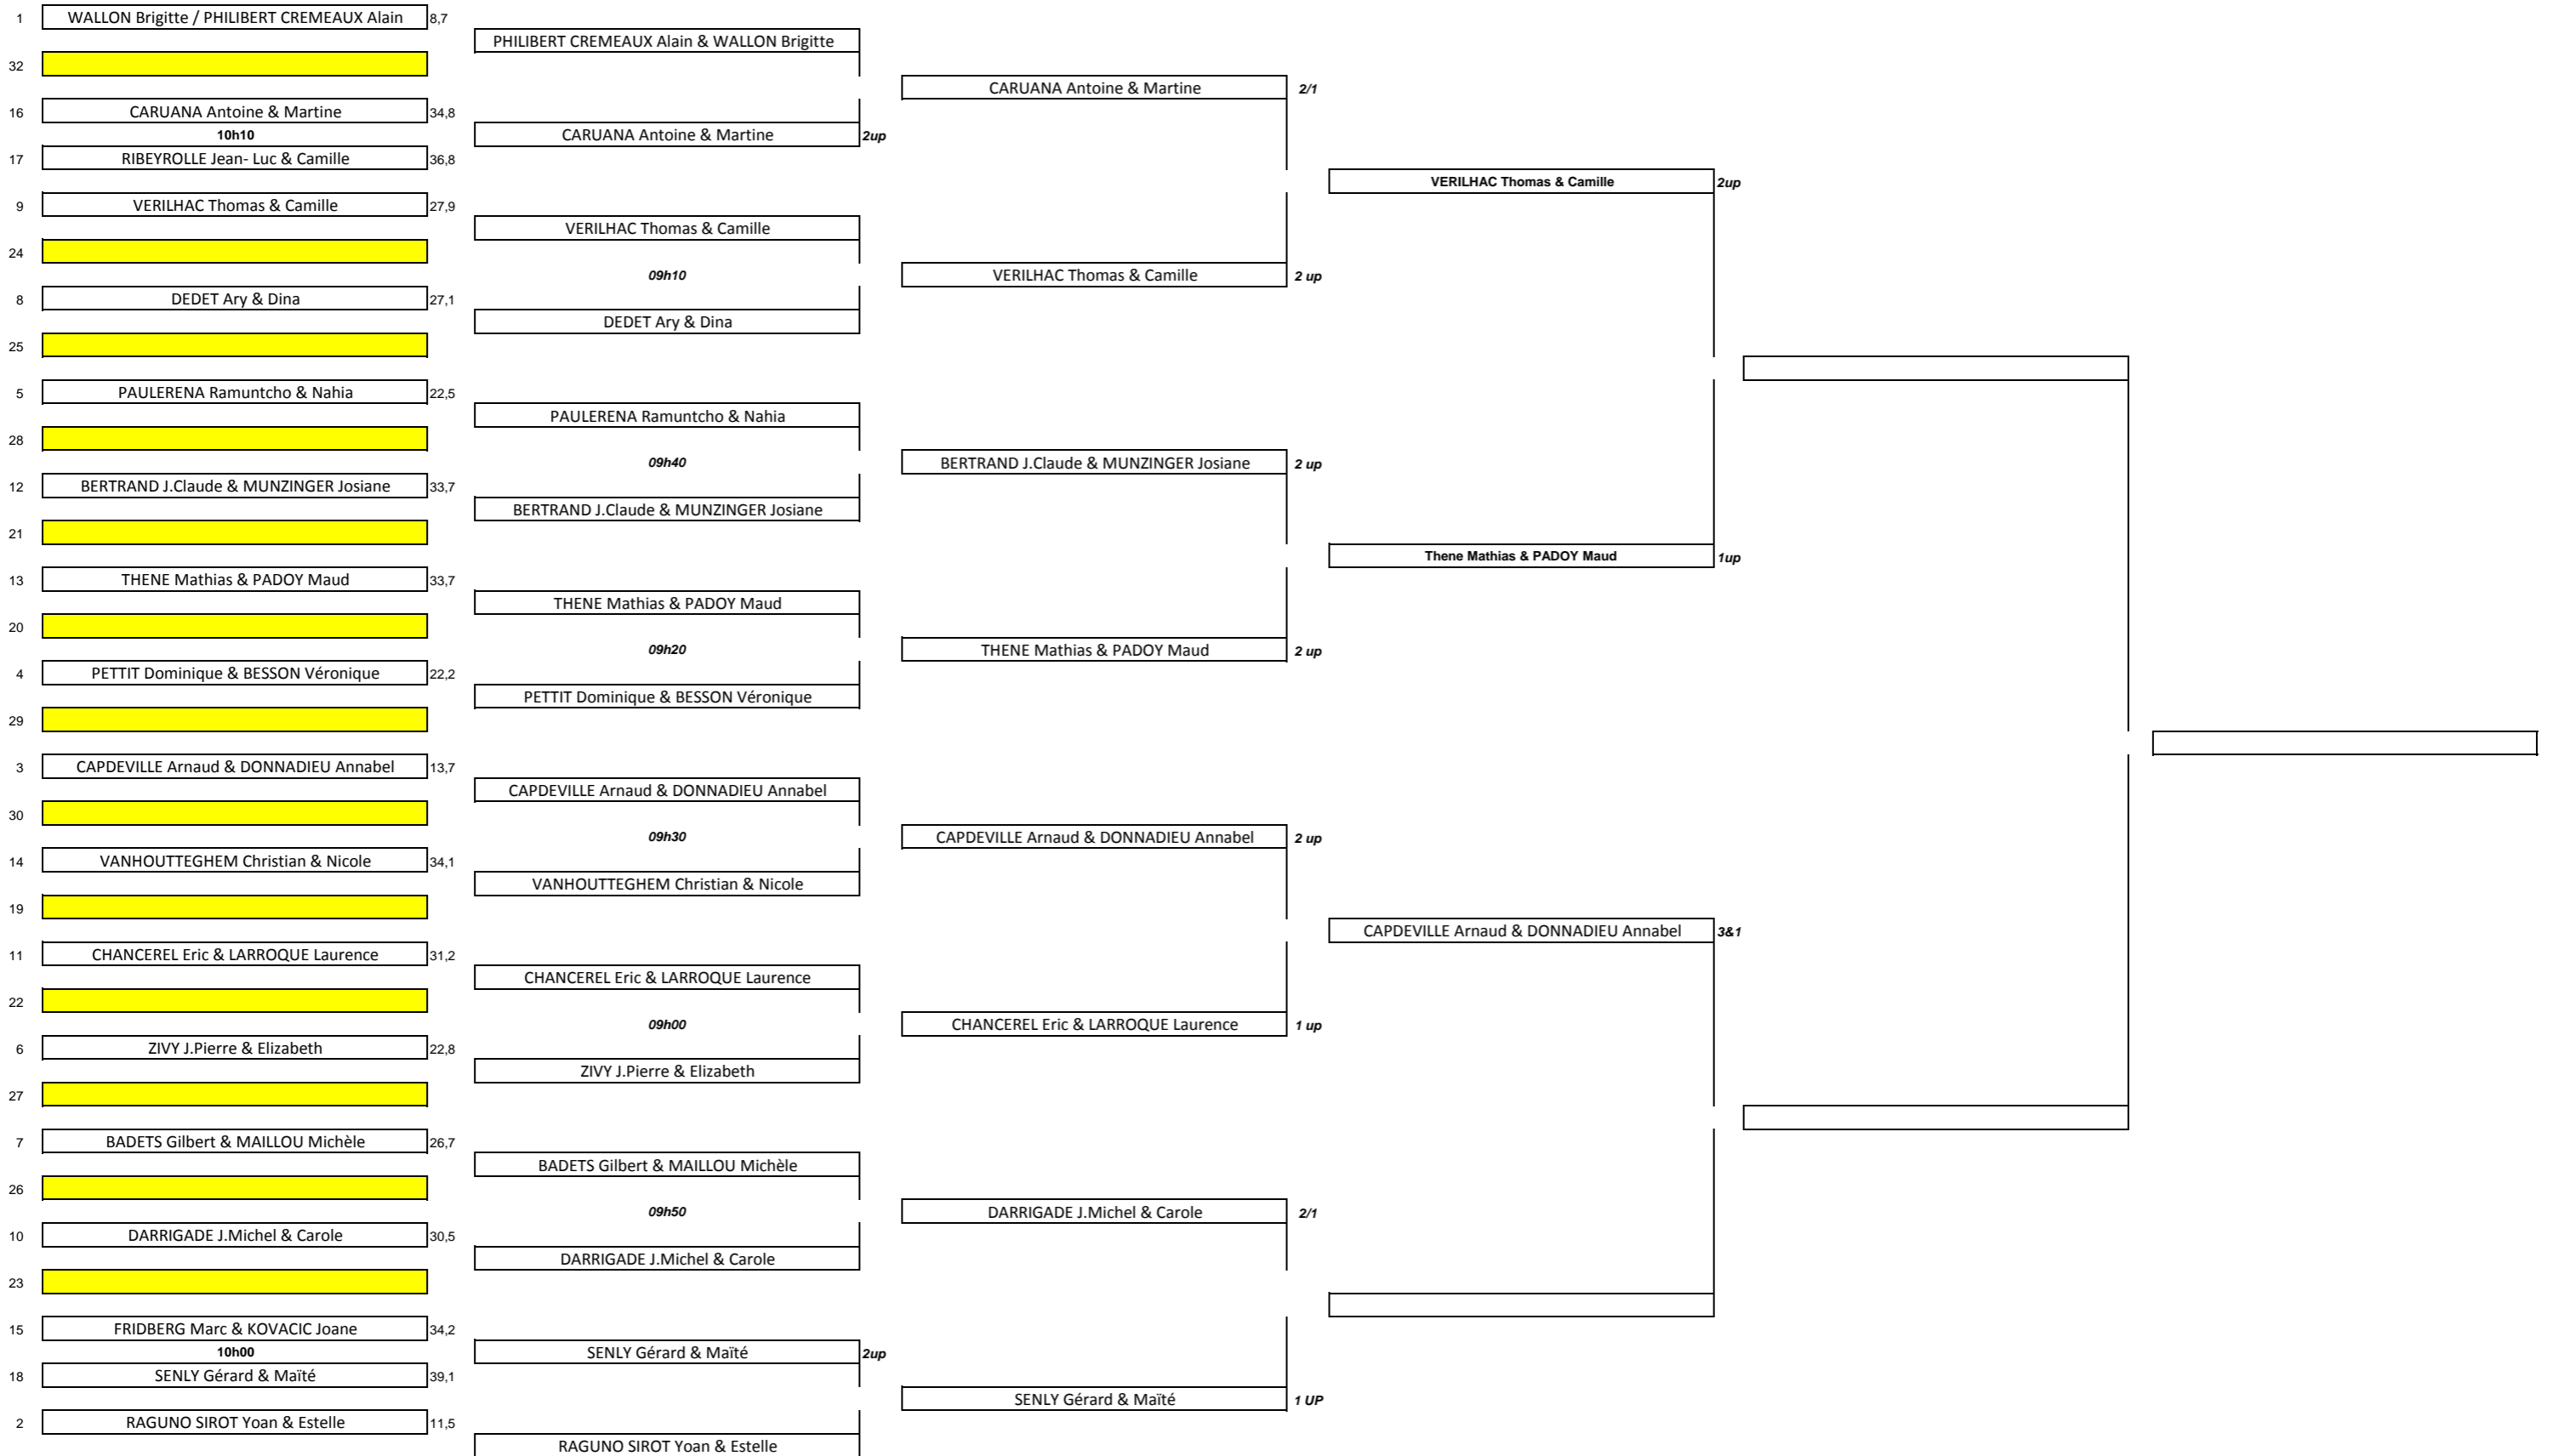 1 WALLON Brigitte / PHILIBERT CREMEAUX Alain 8,7
PHILIBERT CREMEAUX Alain & WALLON Brigitte
32
CARUANA Antoine & Martine 2/1
16 CARUANA Antoine & Martine 34,8
10h10 CARUANA Antoine & Martine 2up
17 RIBEYROLLE Jean- Luc & Camille 36,8
VERILHAC Thomas & Camille 2up
9 VERILHAC Thomas & Camille 27,9
VERILHAC Thomas & Camille
24
09h10 VERILHAC Thomas & Camille 2 up
8 DEDET Ary & Dina 27,1
DEDET Ary & Dina
25
5 PAULERENA Ramuntcho & Nahia 22,5
PAULERENA Ramuntcho & Nahia
28
09h40 BERTRAND J.Claude & MUNZINGER Josiane 2 up
12 BERTRAND J.Claude & MUNZINGER Josiane 33,7
BERTRAND J.Claude & MUNZINGER Josiane
21
Thene Mathias & PADOY Maud 1up
13 THENE Mathias & PADOY Maud 33,7
THENE Mathias & PADOY Maud
20
09h20 THENE Mathias & PADOY Maud 2 up
4 PETTIT Dominique & BESSON Véronique 22,2
PETTIT Dominique & BESSON Véronique
29
3 CAPDEVILLE Arnaud & DONNADIEU Annabel 13,7
CAPDEVILLE Arnaud & DONNADIEU Annabel
30
09h30 CAPDEVILLE Arnaud & DONNADIEU Annabel 2 up
14 VANHOUTTEGHEM Christian & Nicole 34,1
VANHOUTTEGHEM Christian & Nicole
19
CAPDEVILLE Arnaud & DONNADIEU Annabel 3&1
11 CHANCEREL Eric & LARROQUE Laurence 31,2
CHANCEREL Eric & LARROQUE Laurence
22
09h00 CHANCEREL Eric & LARROQUE Laurence 1 up
6 ZIVY J.Pierre & Elizabeth 22,8
ZIVY J.Pierre & Elizabeth
27
7 BADETS Gilbert & MAILLOU Michèle 26,7
BADETS Gilbert & MAILLOU Michèle
26
09h50 DARRIGADE J.Michel & Carole 2/1
10 DARRIGADE J.Michel & Carole 30,5
DARRIGADE J.Michel & Carole
23
15 FRIDBERG Marc & KOVACIC Joane 34,2
10h00 SENLY Gérard & Maïté 2up
18 SENLY Gérard & Maïté 39,1
SENLY Gérard & Maïté 1 UP
2 RAGUNO SIROT Yoan & Estelle 11,5
RAGUNO SIROT Yoan & Estelle